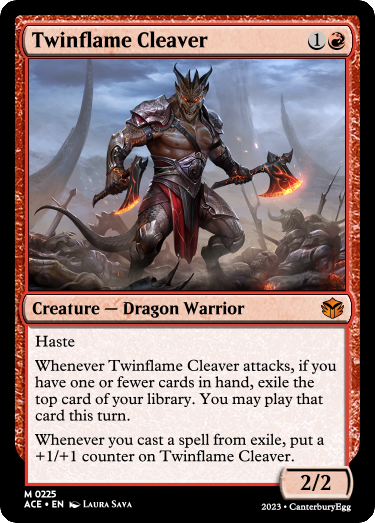 Twinflame Cleaver 1
Creature — Dragon Warrior
Haste
Whenever Twinflame Cleaver attacks, if you
have one or fewer cards in hand, exile the
top card of your library. You may play that
card this turn.
Whenever you cast a spell from exile, put a
+1/+1 counter on Twinflame Cleaver.
2/2
M 0225
ACE • EN Laura Sava
2023 • CanterburyEgg